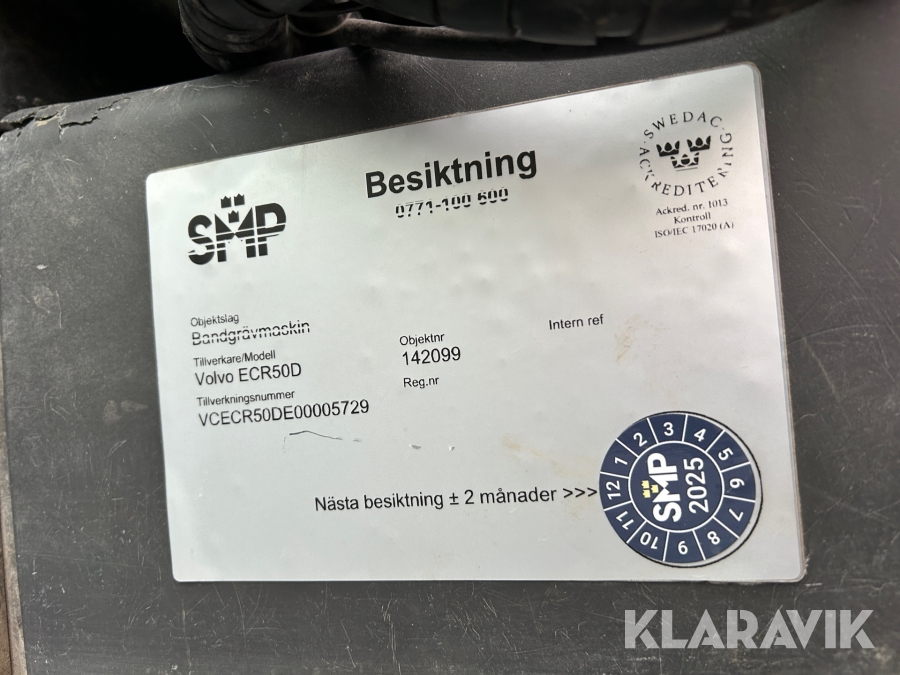 Besiktning
0771-100 600
SMP
SWEDAC
ACKREDITERING
Ackred. nr. 1013
Kontroll
ISO/IEC 17020 (A)
Objektslag
Bandgrävmaskin
Tillverkare/Modell
Volvo ECR50D
Tillverkningsnummer
VCECR50DE00005729
Objektnr
142099
Reg.nr
Intern ref
Nästa besiktning ± 2 månader >>>
1 2 3 4 5 6 7 8 9 10 11 12
SMP
2025
KLARAVIK